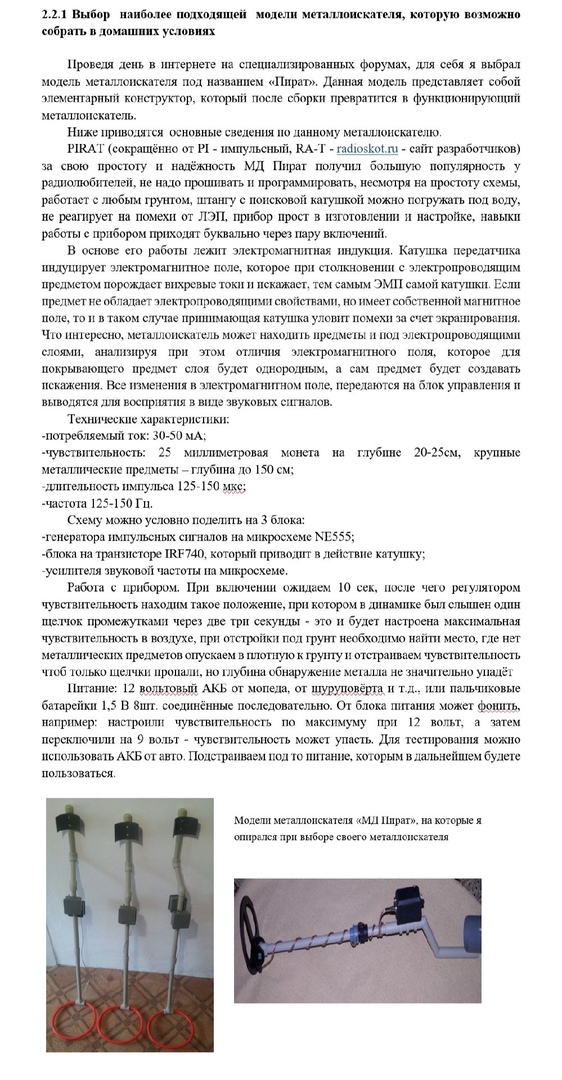 2.2.1 Выбор наиболее подходящей модели металлоискателя, которую возможно
собрать в домашних условиях
Проведя день в интернете на специализированных форумах, для себя я выбрал
модель металлоискателя под названием «Пират». Данная модель представляет собой
элементарный конструктор, который после сборки превратится в функционирующий
металлоискатель.
Ниже приводятся основные сведения по данному металлоискателю.
PIRAT (сокращённо от PI - импульсный, RA-T - radioskot.ru - сайт разработчиков)
за свою простоту и надёжность МД Пират получил большую популярность у
радиолюбителей, не надо прошивать и программировать, несмотря на простоту схемы,
работает с любым грунтом, штангу с поисковой катушкой можно погружать под воду,
не реагирует на помехи от ЛЭП, прибор прост в изготовлении и настройке, навыки
работы с прибором приходят буквально через пару включений.
В основе его работы лежит электромагнитная индукция. Катушка передатчика
индуцирует электромагнитное поле, которое при столкновении с электропроводящим
предметом порождает вихревые токи и искажает, тем самым ЭМП самой катушки. Если
предмет не обладает электропроводящими свойствами, но имеет собственной магнитное
поле, то и в таком случае принимающая катушка уловит помехи за счет экранирования.
Что интересно, металлоискатель может находить предметы и под электропроводящими
слоями, анализируя при этом отличия электромагнитного поля, которое для
покрывающего предмет слоя будет однородным, а сам предмет будет создавать
искажения. Все изменения в электромагнитном поле, передаются на блок управления и
выводятся для восприятия в виде звуковых сигналов.
Технические характеристики:
-потребляемый ток: 30-50 мА;
-чувствительность: 25 миллиметровая монета на глубине 20-25см, крупные
металлические предметы – глубина до 150 см;
-длительность импульса 125-150 мкс;
-частота 125-150 Гц.
Схему можно условно поделить на 3 блока:
-генератора импульсных сигналов на микросхеме NE555;
-блока на транзисторе IRF740, который приводит в действие катушку;
-усилителя звуковой частоты на микросхеме.
Работа с прибором. При включении ожидаем 10 сек, после чего регулятором
чувствительность находим такое положение, при котором в динамике был слышен один
щелчок промежутками через две три секунды - это и будет настроена максимальная
чувствительность в воздухе, при отстройки под грунт необходимо найти место, где нет
металлических предметов опускаем в плотную к грунту и отстраиваем чувствительность
чтоб только щелчки пропали, но глубина обнаружение металла не значительно упадёт
Питание: 12 вольтовый АКБ от мопеда, от шуруповёрта и т.д., или пальчиковые
батарейки 1,5 В 8шт. соединённые последовательно. От блока питания может фонить,
например: настроили чувствительность по максимуму при 12 вольт, а затем
переключили на 9 вольт - чувствительность может упасть. Для тестирования можно
использовать АКБ от авто. Подстраиваем под то питание, которым в дальнейшем будете
пользоваться.
Модели металлоискателя «МД Пират», на которые я
опирался при выборе своего металлоискателя